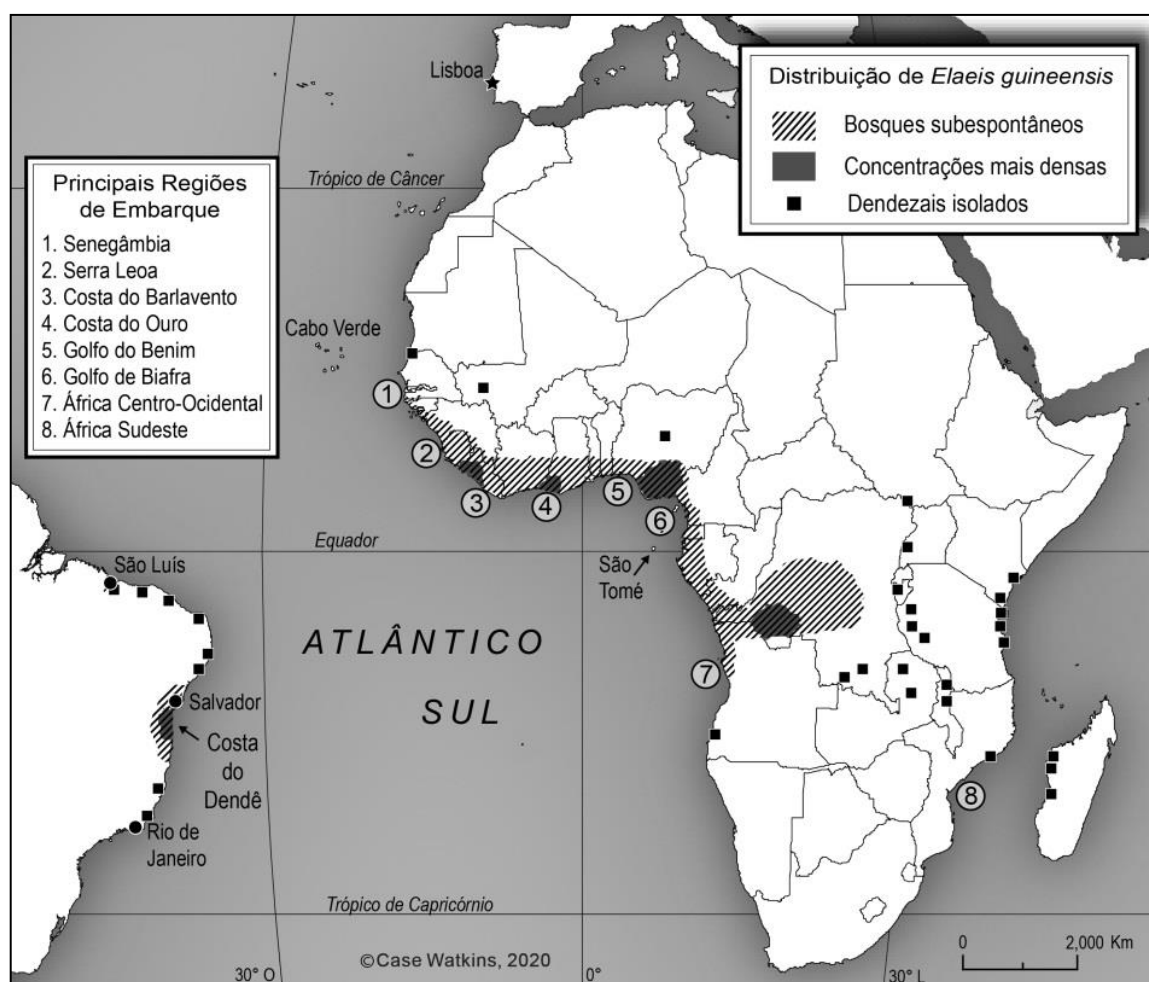 Lisboa
Distribuição de Elaeis guineensis
Bosques subespontâneos
Concentrações mais densas
Dendezais isolados
Principais Regiões
de Embarque
1. Senegâmbia
2. Serra Leoa
3. Costa do Barlavento
4. Costa do Ouro
5. Golfo do Benim
6. Golfo de Biafra
7. África Centro-Ocidental
8. África Sudeste
Trópico de Câncer
Cabo Verde
1
2
3
4
5
6
Equador
São
Tomé
São Luís
ATLÂNTICO
SUL
7
Salvador
Costa
do
Dendê
8
Rio de
Janeiro
Trópico de Capricórnio
©Case Watkins, 2020
0
2,000 Km
30° O
0°
30° L